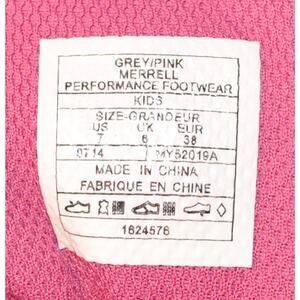 GREY/PINK
MERRELL
PERFORMANCE FOOTWEAR
KIDS
SIZE-GRANDEUR
US UK EUR
7 6 38
0714 MY52019A
MADE IN CHINA
FABRIQUE EN CHINE
1624576